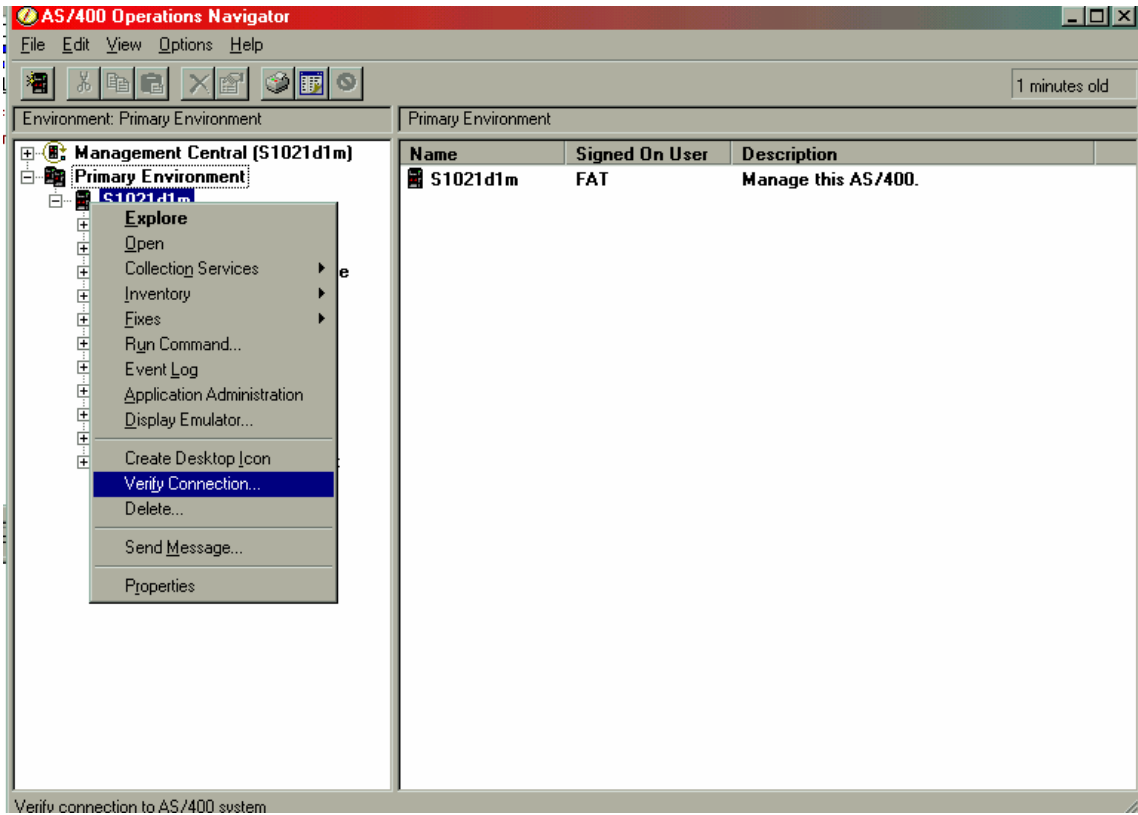 AS/400 Operations Navigator
File Edit View Options Help
1 minutes old
Environment: Primary Environment
Primary Environment
Management Central (S1021d1m)
Primary Environment
S1021d1m
Name Signed On User Description
S1021d1m FAT Manage this AS/400.
Explore
Open
Collection Services
e
Inventory
Fixes
Run Command...
Event Log
Application Administration
Display Emulator...
Create Desktop Icon
Verify Connection...
Delete...
Send Message...
Properties
Verify connection to AS/400 system